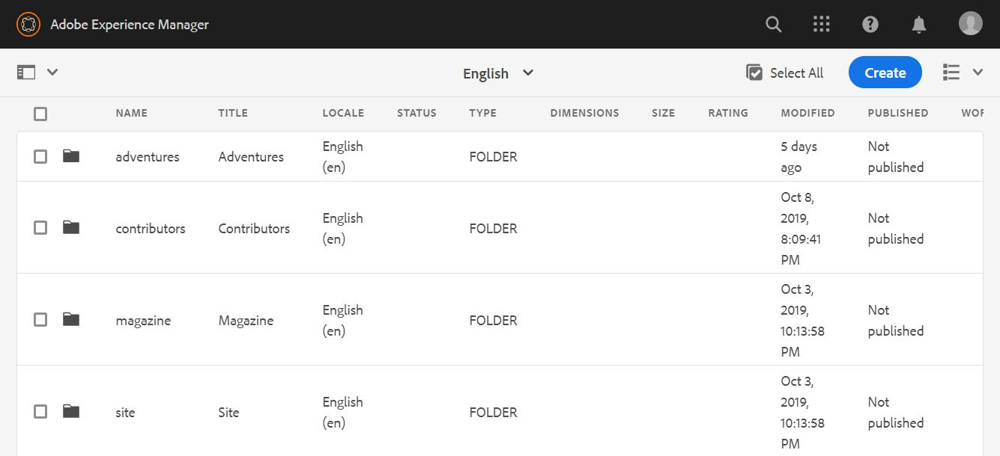 Adobe Experience Manager
English
Select All
Create
NAME TITLE LOCALE STATUS TYPE DIMENSIONS SIZE RATING MODIFIED PUBLISHED WOR
adventures Adventures English (en) FOLDER 5 days ago Not published
contributors Contributors English (en) FOLDER Oct 8, 2019, 8:09:41 PM Not published
magazine Magazine English (en) FOLDER Oct 3, 2019, 10:13:58 PM Not published
site Site English (en) FOLDER Oct 3, 2019, 10:13:58 PM Not published